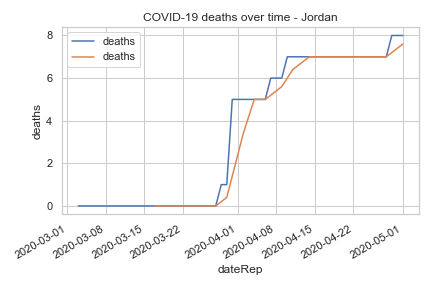 COVID-19 deaths over time - Jordan
deaths
deaths
8
6
4
2
0
deaths
2020-03-01
2020-03-08
2020-03-15
2020-03-22
2020-04-01
2020-04-08
2020-04-15
2020-04-22
2020-05-01
dateRep